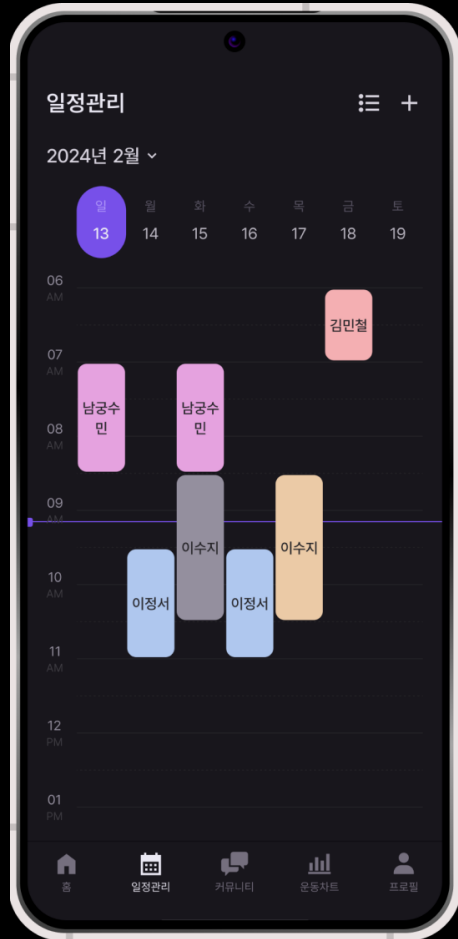 일정관리
2024년 2월
일 월 화 수 목 금 토
13 14 15 16 17 18 19
06
AM
김민철
07
AM
남궁수
민
남궁수
민
08
AM
09
AM
이수지
이수지
10
AM
이정서
이정서
11
AM
12
PM
01
PM
홈 일정관리 커뮤니티 운동차트 프로필